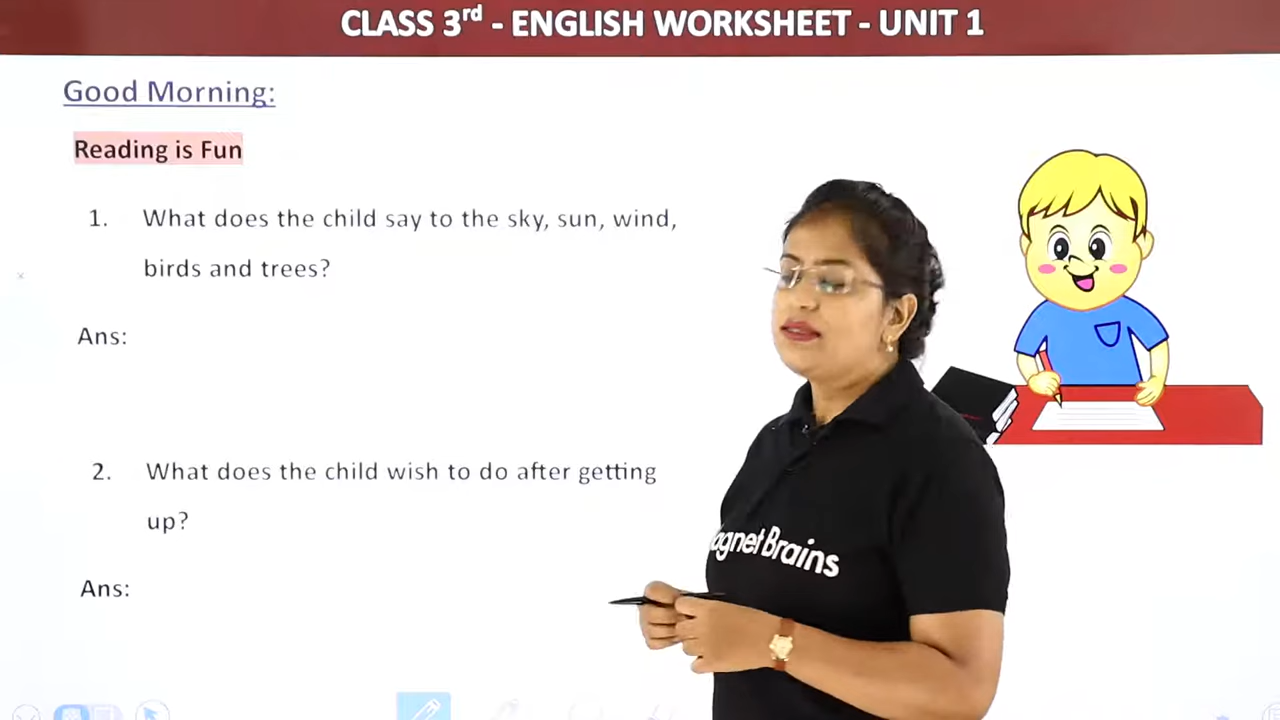 CLASS 3rd - ENGLISH WORKSHEET - UNIT 1
Good Morning:
Reading is Fun
1. What does the child say to the sky, sun, wind,
birds and trees?
Ans:
2. What does the child wish to do after getting
up?
Ans:
agnet Brains